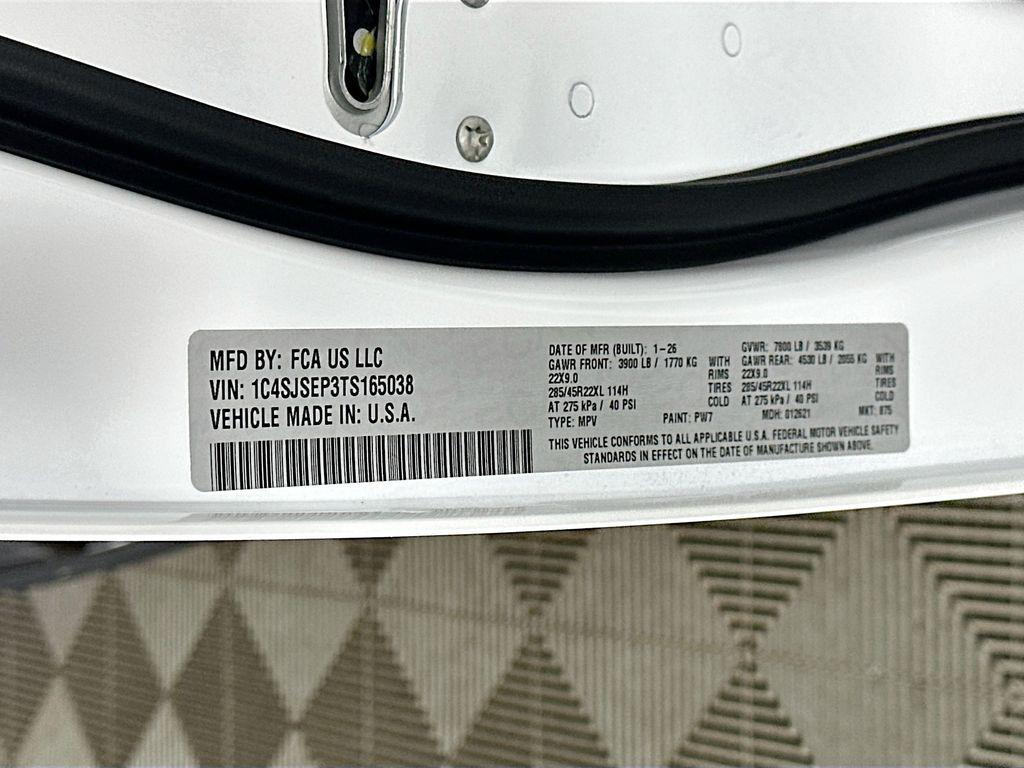 MFD BY: FCA US LLC
VIN: 1C4SJSEP3TS165038
VEHICLE MADE IN: U.S.A.
DATE OF MFR (BUILT): 1-26
GAWR FRONT: 3900 LB / 1770 KG WITH
22X9.0 RIMS
285/45R22XL 114H TIRES
AT 275 kPa / 40 PSI COLD
TYPE: MPV
GVWR: 7800 LB / 3539 KG
GAWR REAR: 4530 LB / 2055 KG WITH
22X9.0 RIMS
285/45R22XL 114H TIRES
AT 275 kPa / 40 PSI COLD
PAINT: PW7 MDH: 012621 MKT: 875
THIS VEHICLE CONFORMS TO ALL APPLICABLE U.S.A. FEDERAL MOTOR VEHICLE SAFETY
STANDARDS IN EFFECT ON THE DATE OF MANUFACTURE SHOWN ABOVE.